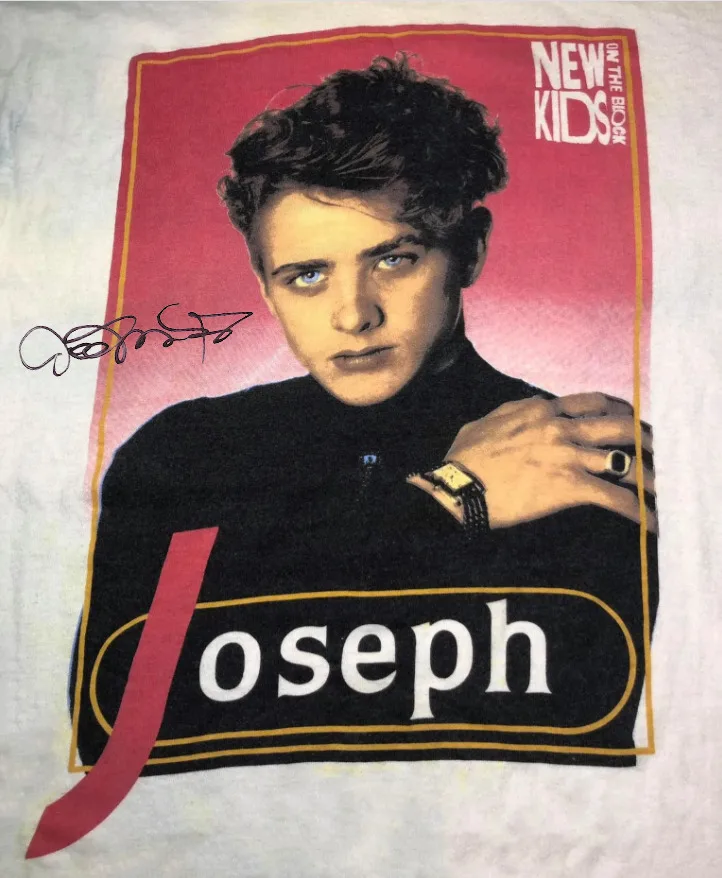 NEW
KIDS
ON THE BLOCK
Joseph